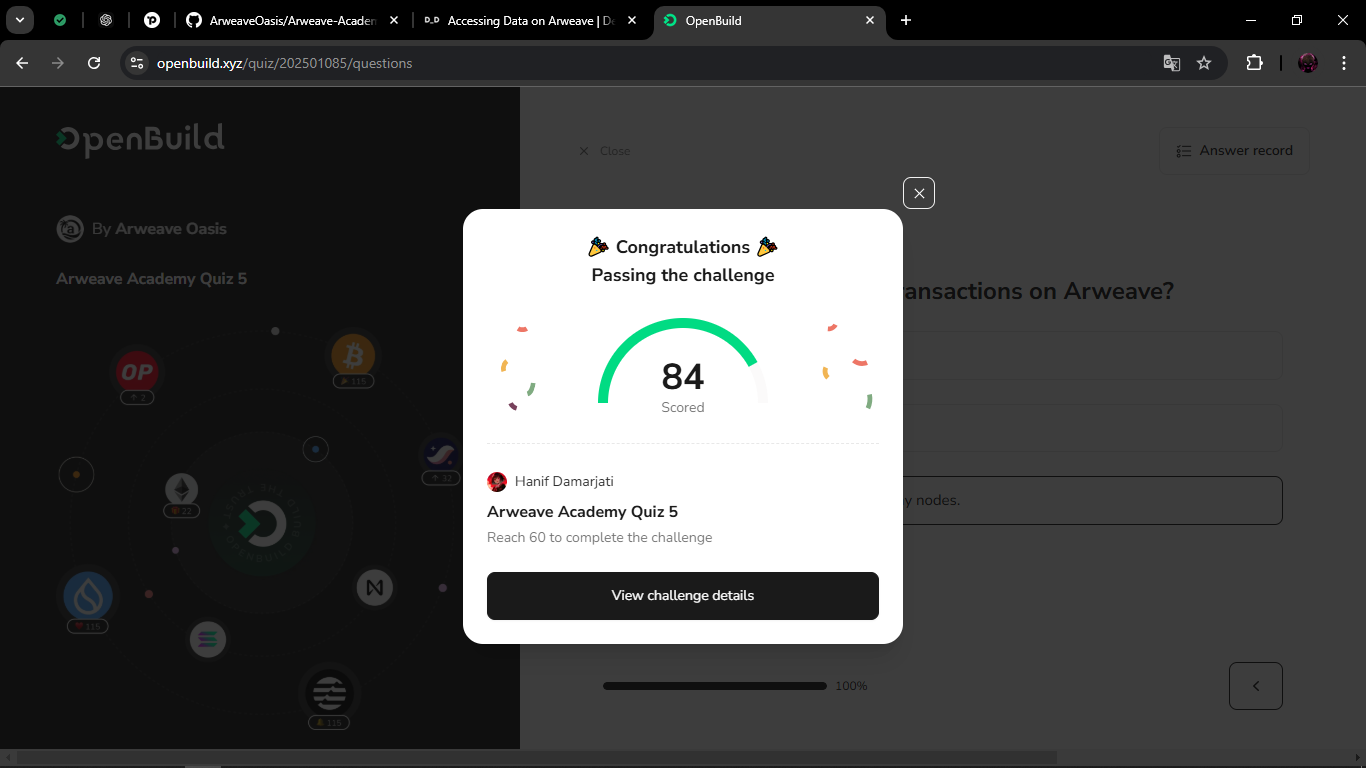 ArweaveOasis/Arweave-Academ
Accessing Data on Arweave | De
OpenBuild
openbuild.xyz/quiz/202501085/questions
OpenBuild
By Arweave Oasis
Arweave Academy Quiz 5
OP
2
115
32
22
115
115
Close
Answer record
ransactions on Arweave?
y nodes.
100%
🎉 Congratulations 🎉
Passing the challenge
84
Scored
Hanif Damarjati
Arweave Academy Quiz 5
Reach 60 to complete the challenge
View challenge details